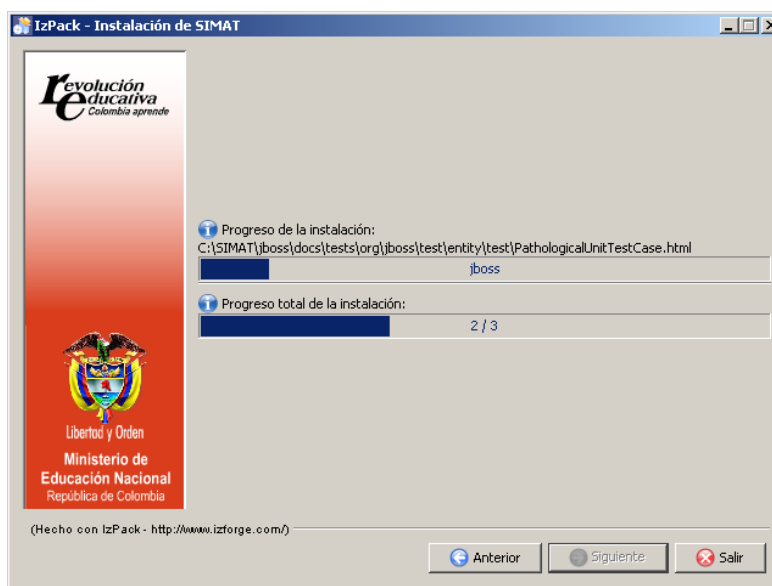 IzPack - Instalación de SIMAT
revolución
educativa
Colombia aprende
Progreso de la instalación:
C:\SIMAT\jboss\docs\tests\org\jboss\test\entity\test\PathologicalUnitTestCase.html
jboss
Progreso total de la instalación:
2 / 3
Libertad y Orden
Ministerio de
Educación Nacional
República de Colombia
(Hecho con IzPack - http://www.izforge.com/)
Anterior
Siguiente
Salir